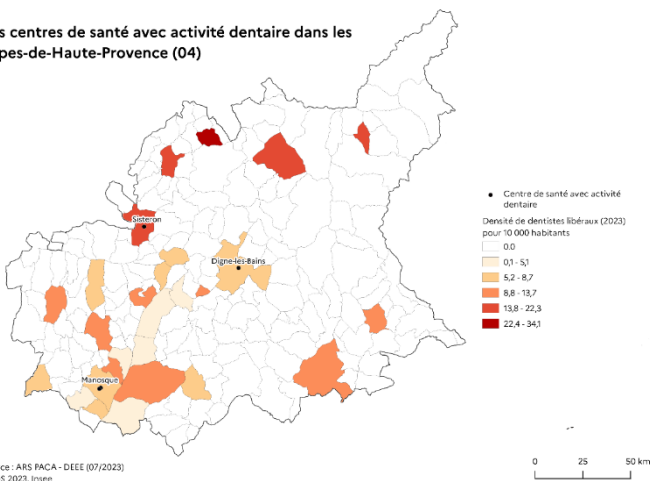 s centres de santé avec activité dentaire dans les
pes-de-Haute-Provence (04)
Centre de santé avec activité
dentaire
Densité de dentistes libéraux (2023)
pour 10 000 habitants
0.0
0,1 - 5,1
5,2 - 8,7
8,8 - 13,7
13,8 - 22,3
22,4 - 34,1
Sisteron
Digne-les-Bains
Manosque
ce : ARS PACA - DEEE (07/2023)
S 2023, Insee
0 25 50 km